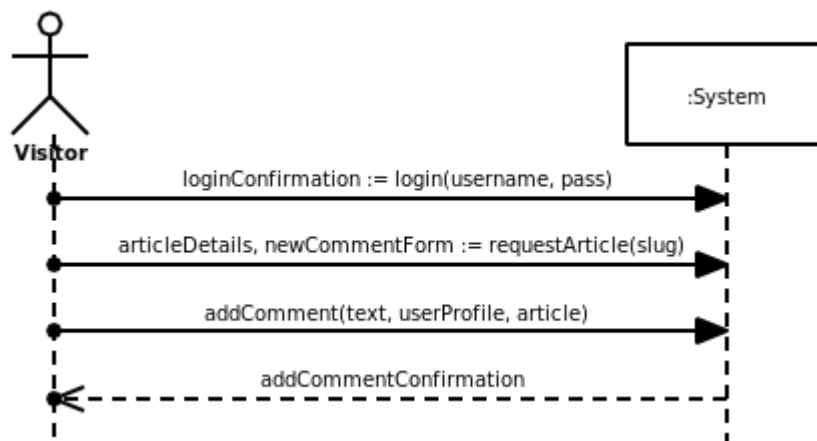 :System
Visitor
loginConfirmation := login(username, pass)
articleDetails, newCommentForm := requestArticle(slug)
addComment(text, userProfile, article)
addCommentConfirmation